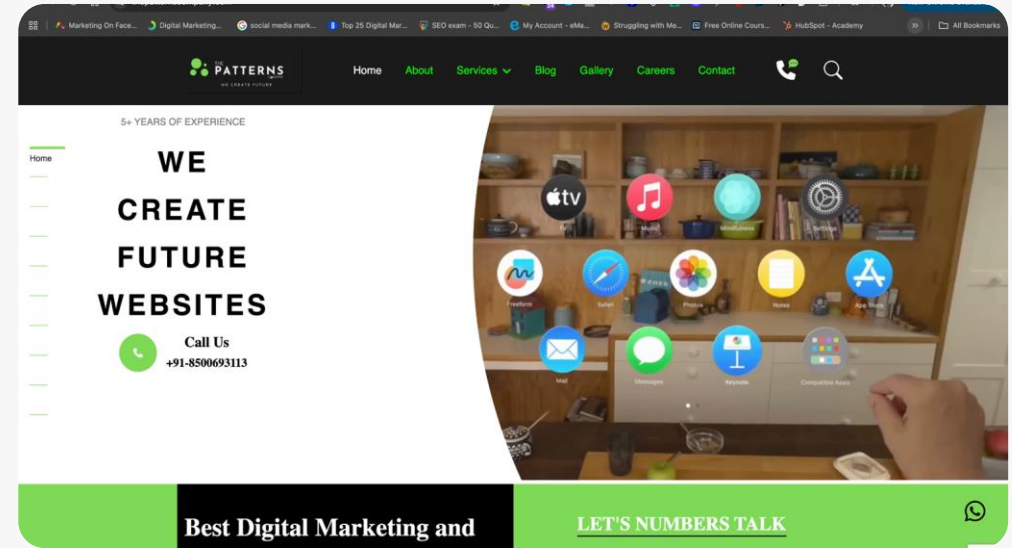 Marketing On Face...
Digital Marketing...
social media mark...
Top 25 Digital Mar...
SEO exam - 50 Qu...
My Account - eMa...
Struggling with Me...
Free Online Cours...
HubSpot - Academy
All Bookmarks
THE
PATTERNS
WE CREATE FUTURE
Home
About
Services
Blog
Gallery
Careers
Contact
5+ YEARS OF EXPERIENCE
Home
WE
CREATE
FUTURE
WEBSITES
Call Us
+91-8500693113
tv
TV
Music
Mindfulness
Settings
Freeform
Safari
Photos
Notes
App Store
Mail
Messages
Keynote
Compatible Apps
Best Digital Marketing and
LET'S NUMBERS TALK